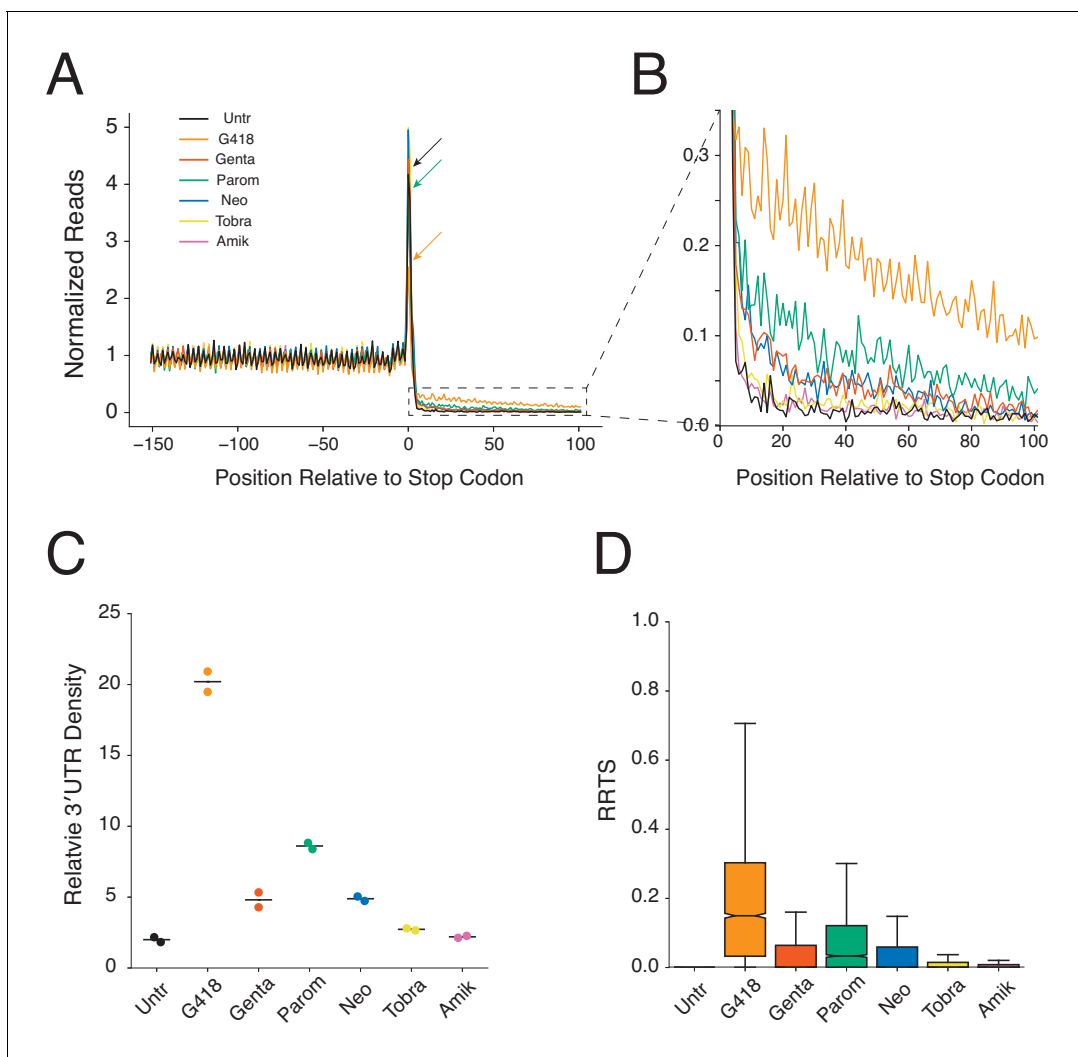 A
B
Untr
G418
Genta
Parom
Neo
Tobra
Amik
Normalized Reads
5
4
3
2
1
0
−150
−100
−50
0
50
100
Position Relative to Stop Codon
0.3
0.2
0.1
0.0
0
20
40
60
80
100
Position Relative to Stop Codon
C
D
Relatvie 3′UTR Density
25
20
15
10
5
0
Untr
G418
Genta
Parom
Neo
Tobra
Amik
RRTS
1.0
0.8
0.6
0.4
0.2
0.0
Untr
G418
Genta
Parom
Neo
Tobra
Amik